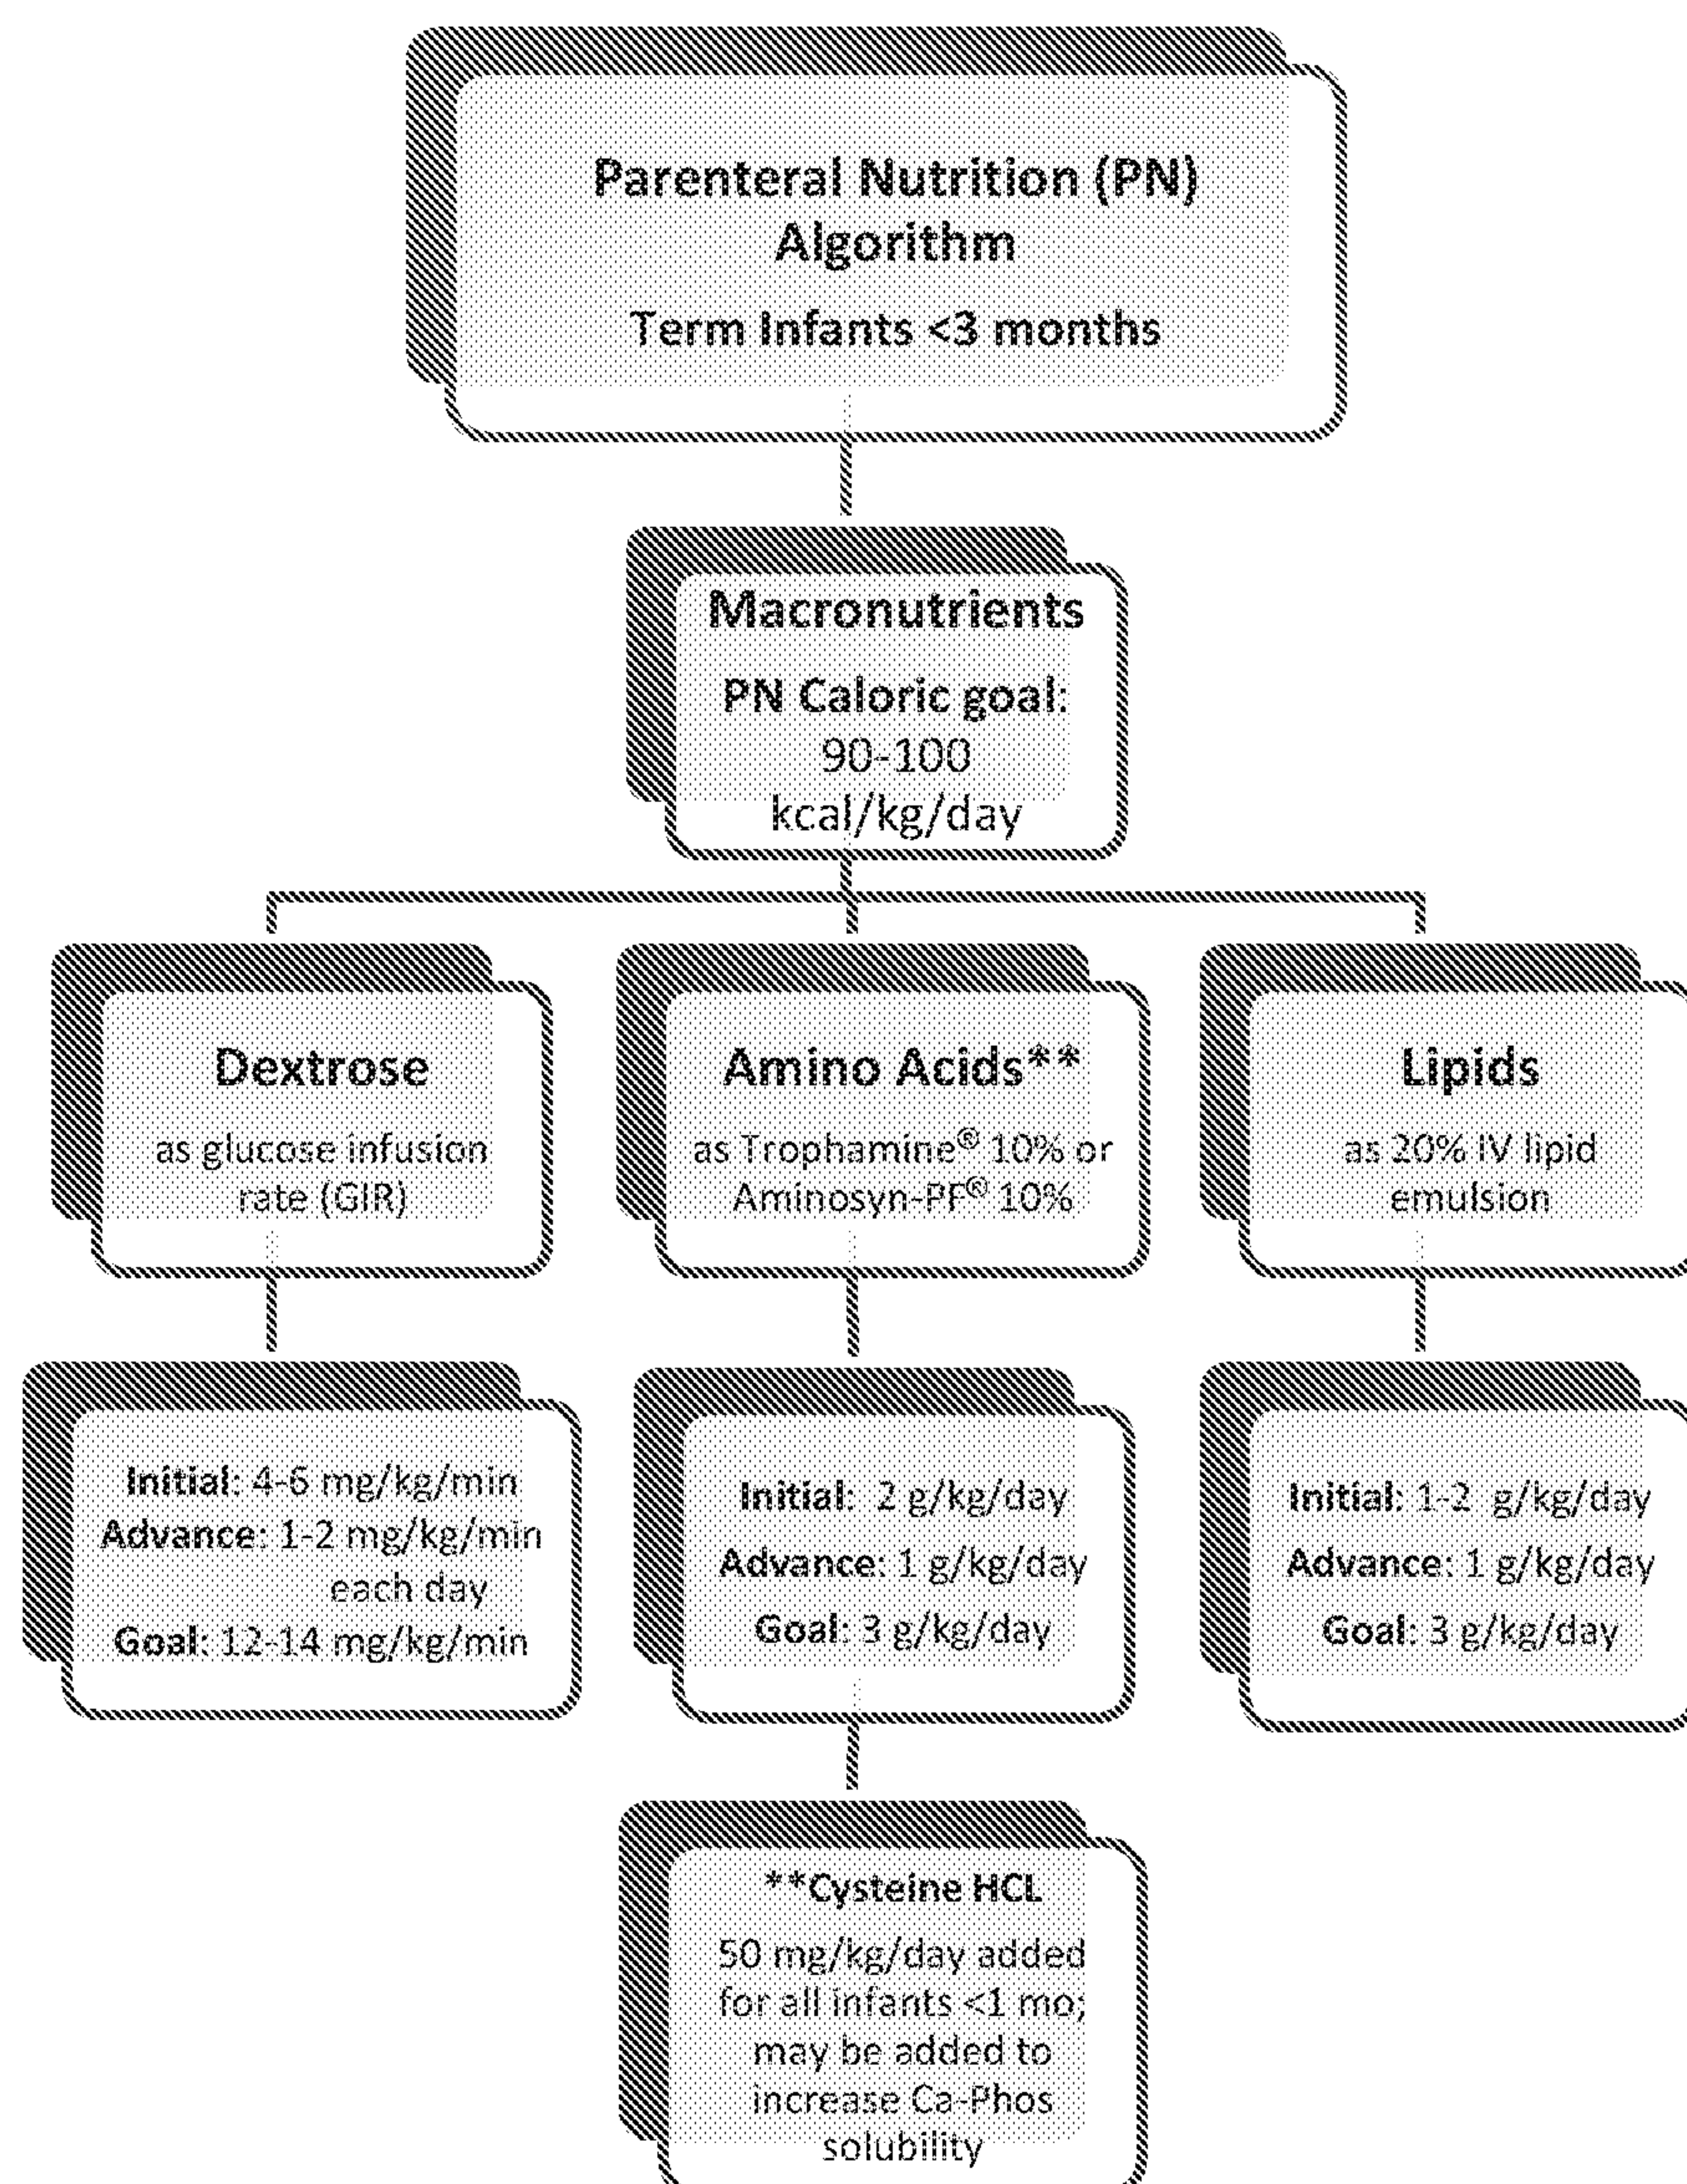 Parenteral Nutrition (PN)
Algorithm
Term Infants <3 months
Macronutrients
PN Caloric goal:
90-100
kcal/kg/day
Dextrose
as glucose infusion
rate (GIR)
Amino Acids**
as Trophamine® 10% or
Aminosyn-PF® 10%
Lipids
as 20% IV lipid
emulsion
Initial: 4-6 mg/kg/min
Advance: 1-2 mg/kg/min
each day
Goal: 12-14 mg/kg/min
Initial: 2 g/kg/day
Advance: 1 g/kg/day
Goal: 3 g/kg/day
Initial: 1-2 g/kg/day
Advance: 1 g/kg/day
Goal: 3 g/kg/day
**Cysteine HCL
50 mg/kg/day added
for all infants <1 mo;
may be added to
increase Ca-Phos
solubility